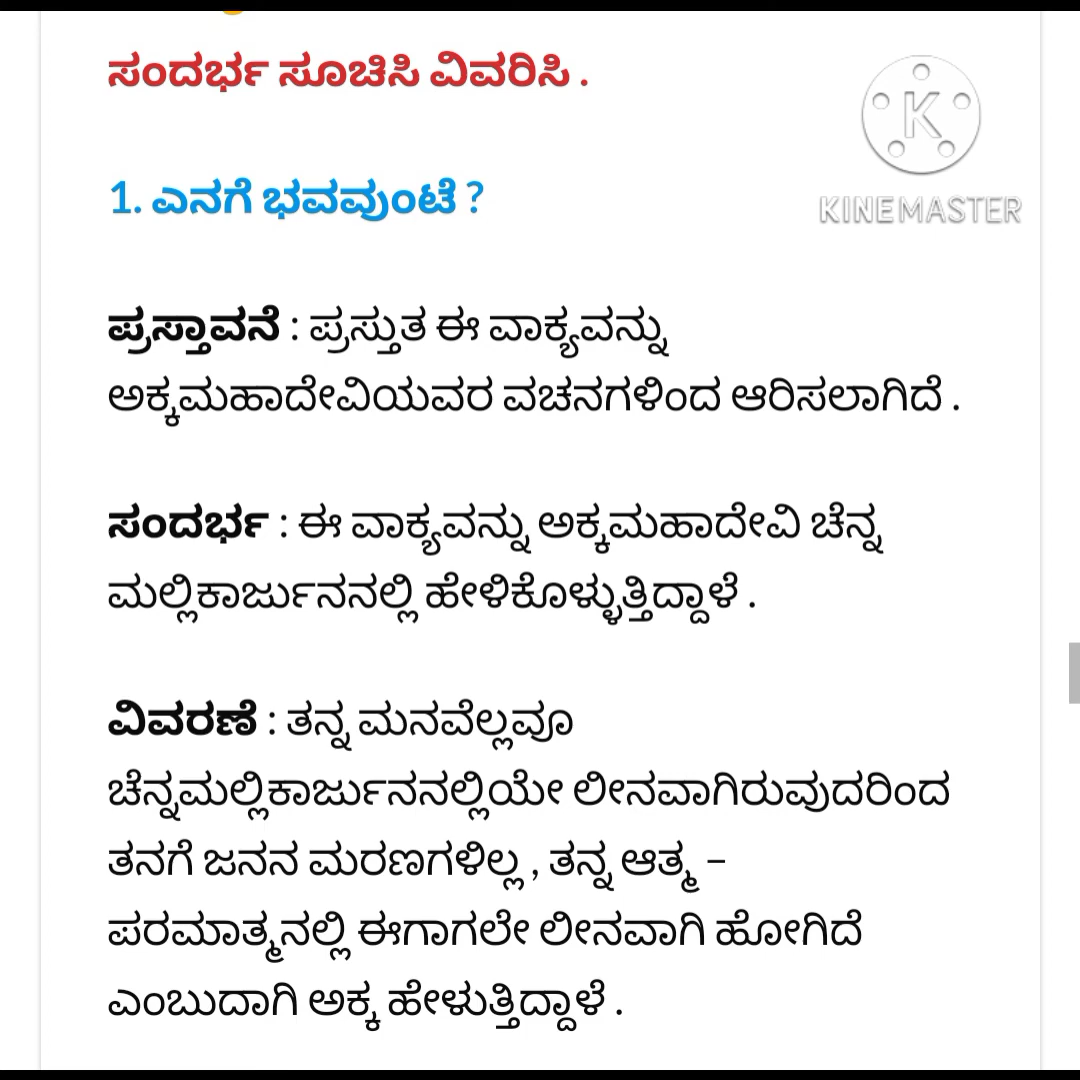 ಸಂದರ್ಭ ಸೂಚಿಸಿ ವಿವರಿಸಿ .
K
KINEMASTER
1. ಎನಗೆ ಭವವುಂಟೆ ?
ಪ್ರಸ್ತಾವನೆ : ಪ್ರಸ್ತುತ ಈ ವಾಕ್ಯವನ್ನು
ಅಕ್ಕಮಹಾದೇವಿಯವರ ವಚನಗಳಿಂದ ಆರಿಸಲಾಗಿದೆ .
ಸಂದರ್ಭ : ಈ ವಾಕ್ಯವನ್ನು ಅಕ್ಕಮಹಾದೇವಿ ಚೆನ್ನ
ಮಲ್ಲಿಕಾರ್ಜುನನಲ್ಲಿ ಹೇಳಿಕೊಳ್ಳುತ್ತಿದ್ದಾಳೆ .
ವಿವರಣೆ : ತನ್ನ ಮನವೆಲ್ಲವೂ
ಚೆನ್ನಮಲ್ಲಿಕಾರ್ಜುನನಲ್ಲಿಯೇ ಲೀನವಾಗಿರುವುದರಿಂದ
ತನಗೆ ಜನನ ಮರಣಗಳಿಲ್ಲ , ತನ್ನ ಆತ್ಮ –
ಪರಮಾತ್ಮನಲ್ಲಿ ಈಗಾಗಲೇ ಲೀನವಾಗಿ ಹೋಗಿದೆ
ಎಂಬುದಾಗಿ ಅಕ್ಕ ಹೇಳುತ್ತಿದ್ದಾಳೆ .